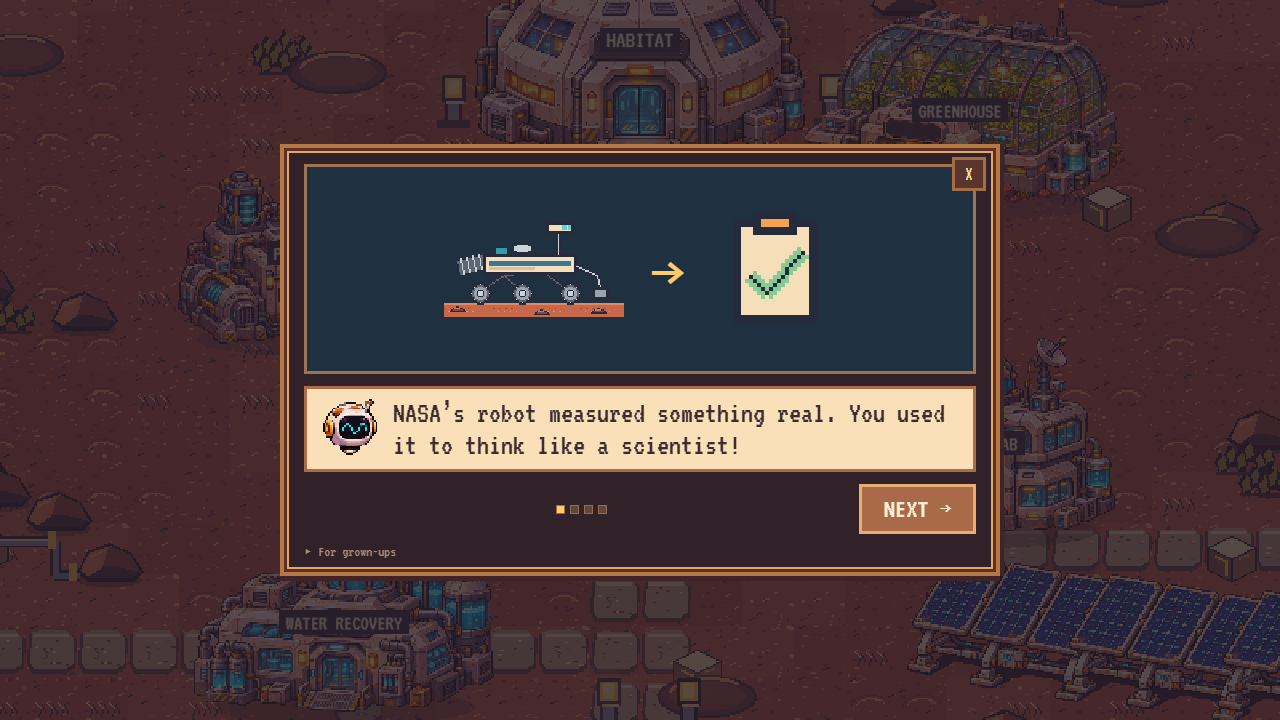 HABITAT
GREENHOUSE
X
NASA's robot measured something real. You used
it to think like a scientist!
AB
NEXT →
▸ For grown-ups
WATER RECOVERY